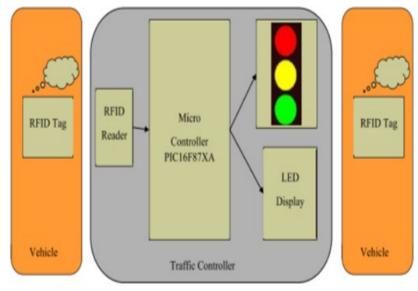 RFID Tag
Vehicle
RFID
Reader
Micro
Controller
PIC16F87XA
LED
Display
Traffic Controller
RFID Tag
Vehicle